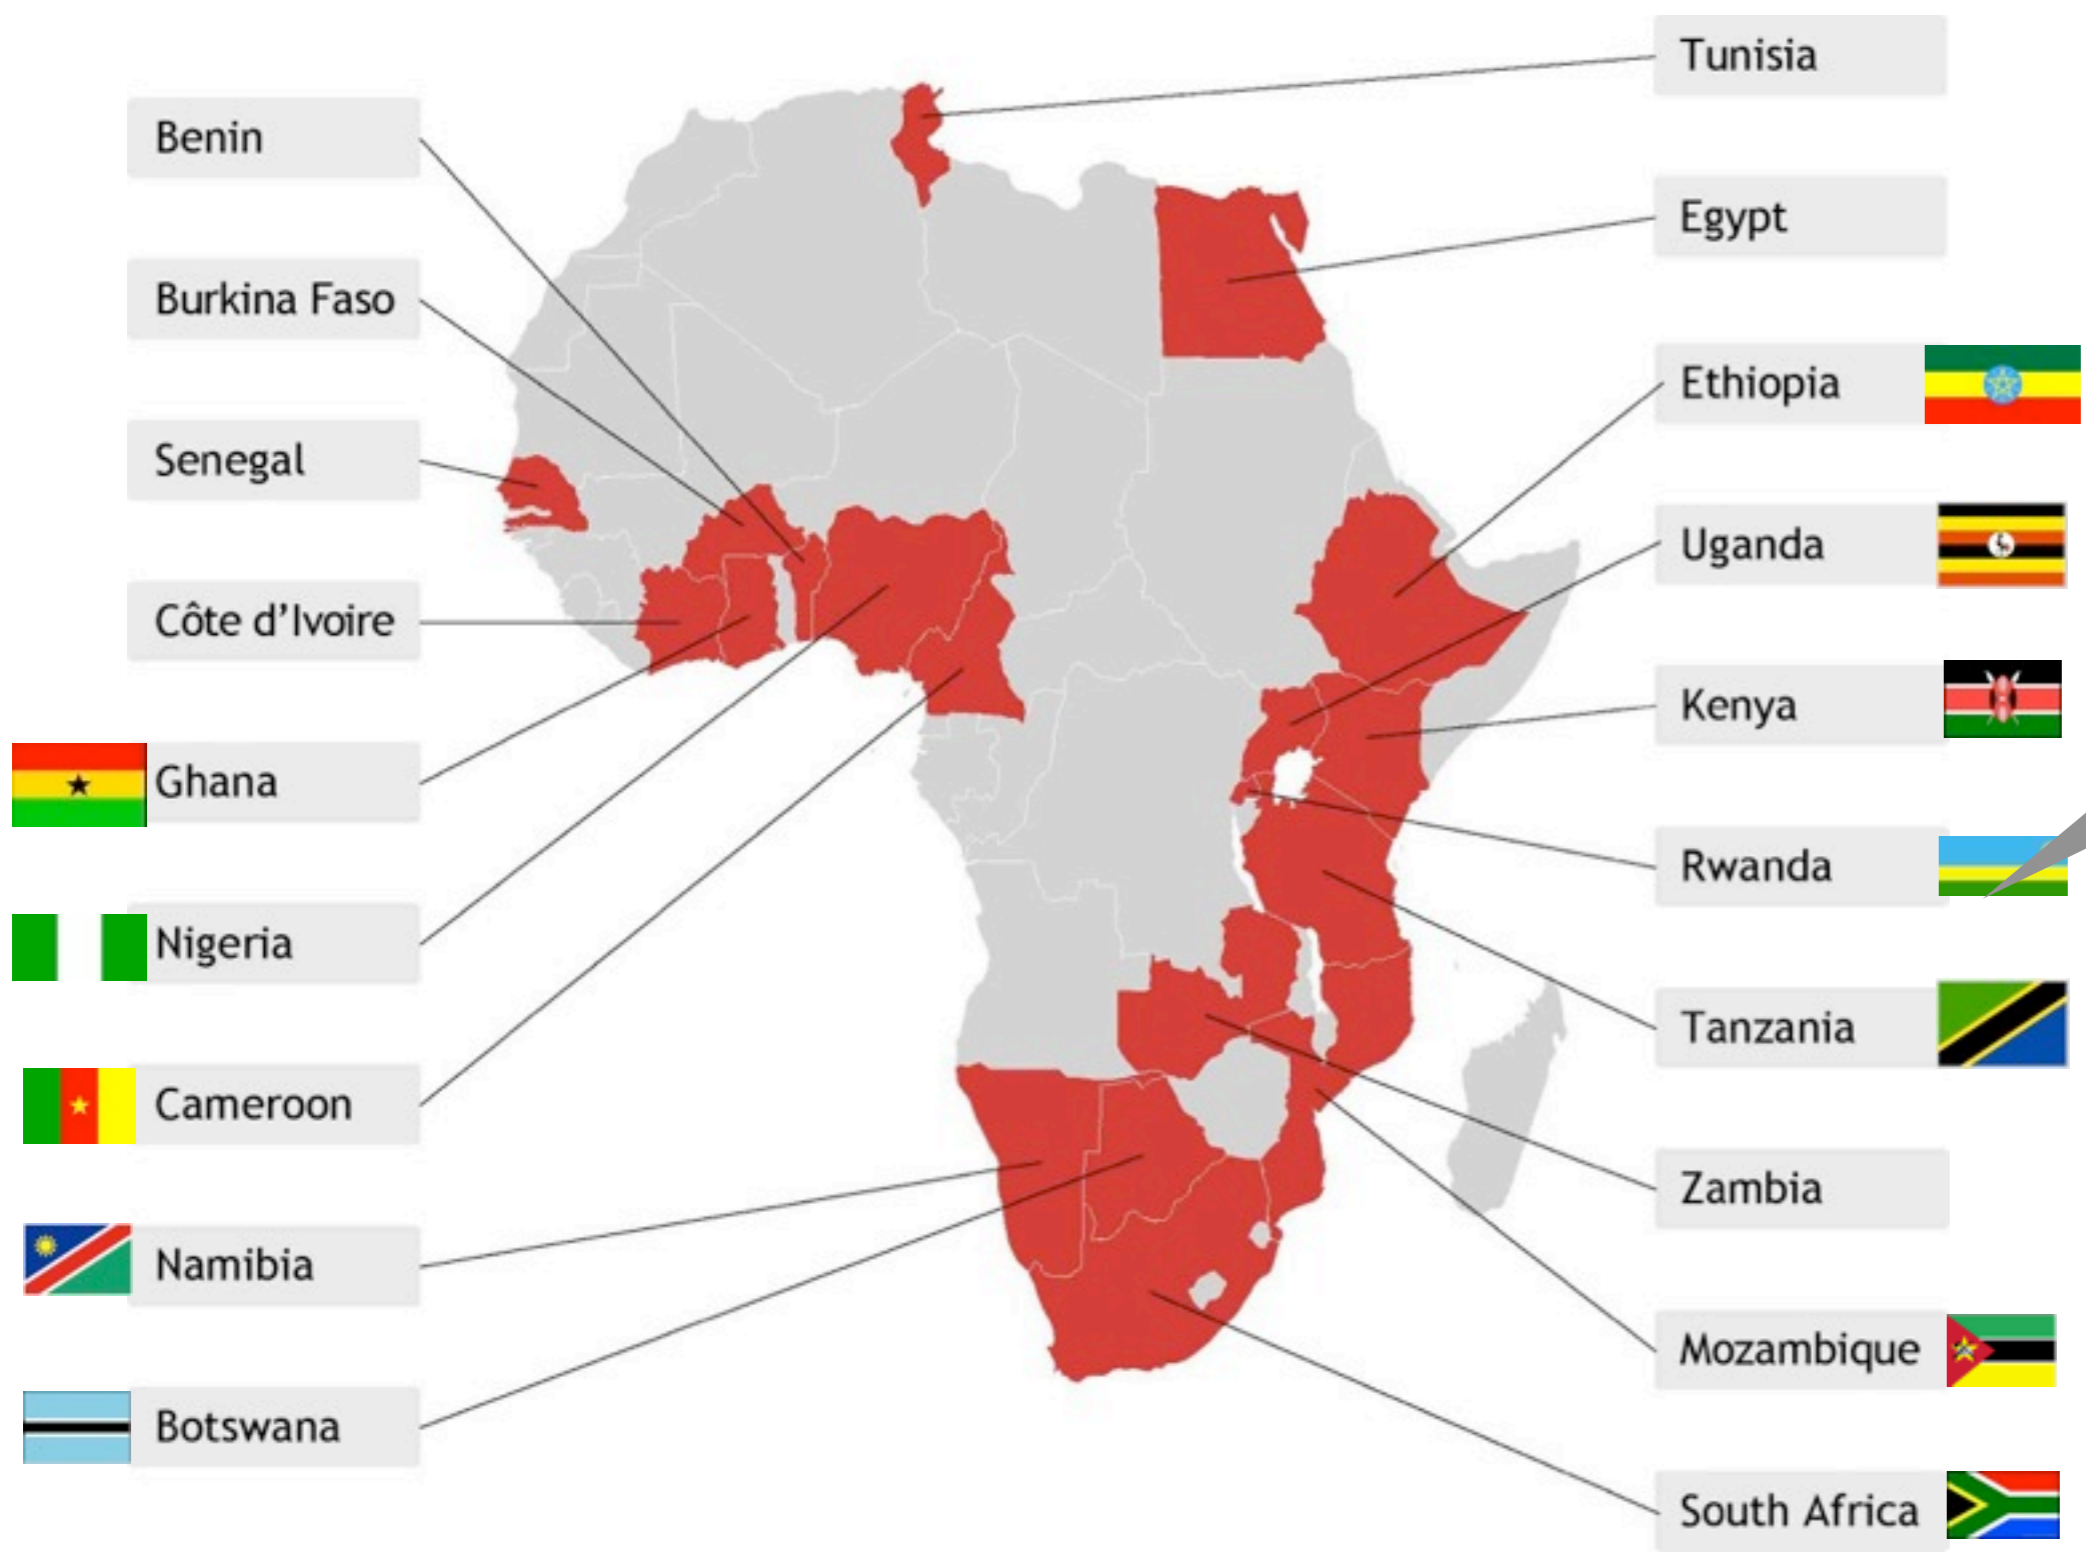 Benin
Burkina Faso
Senegal
Côte d’Ivoire
Ghana
Nigeria
Cameroon
Namibia
Botswana
Tunisia
Egypt
Ethiopia
Uganda
Kenya
Rwanda
Tanzania
Zambia
Mozambique
South Africa